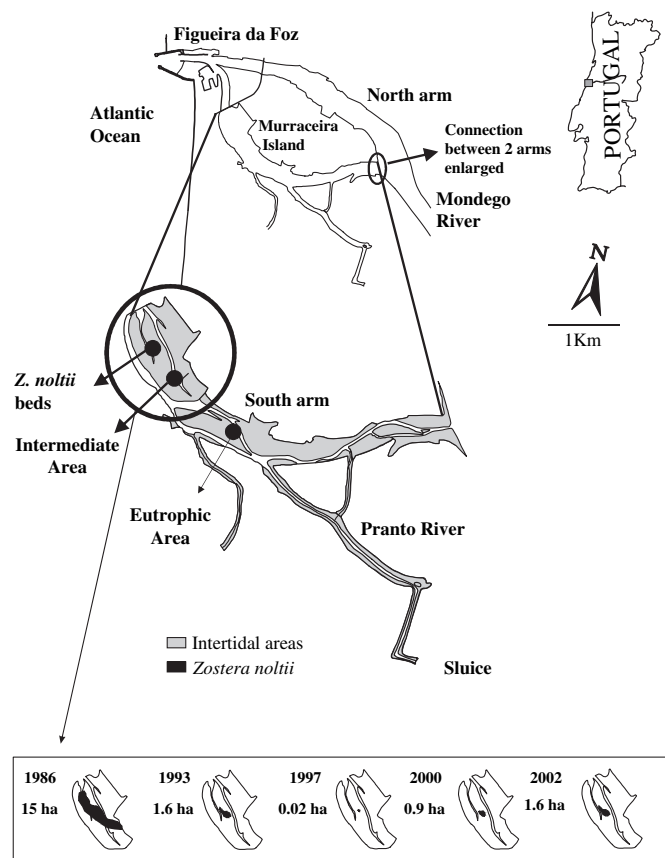 Figueira da Foz
North arm
Atlantic
Ocean
Murraceira
Island
Connection
between 2 arms
enlarged
Mondego
River
PORTUGAL
N
1Km
Z. noltii
beds
South arm
Intermediate
Area
Eutrophic
Area
Pranto River
Intertidal areas
Zostera noltii
Sluice
1986 1993 1997 2000 2002
15 ha 1.6 ha 0.02 ha 0.9 ha 1.6 ha